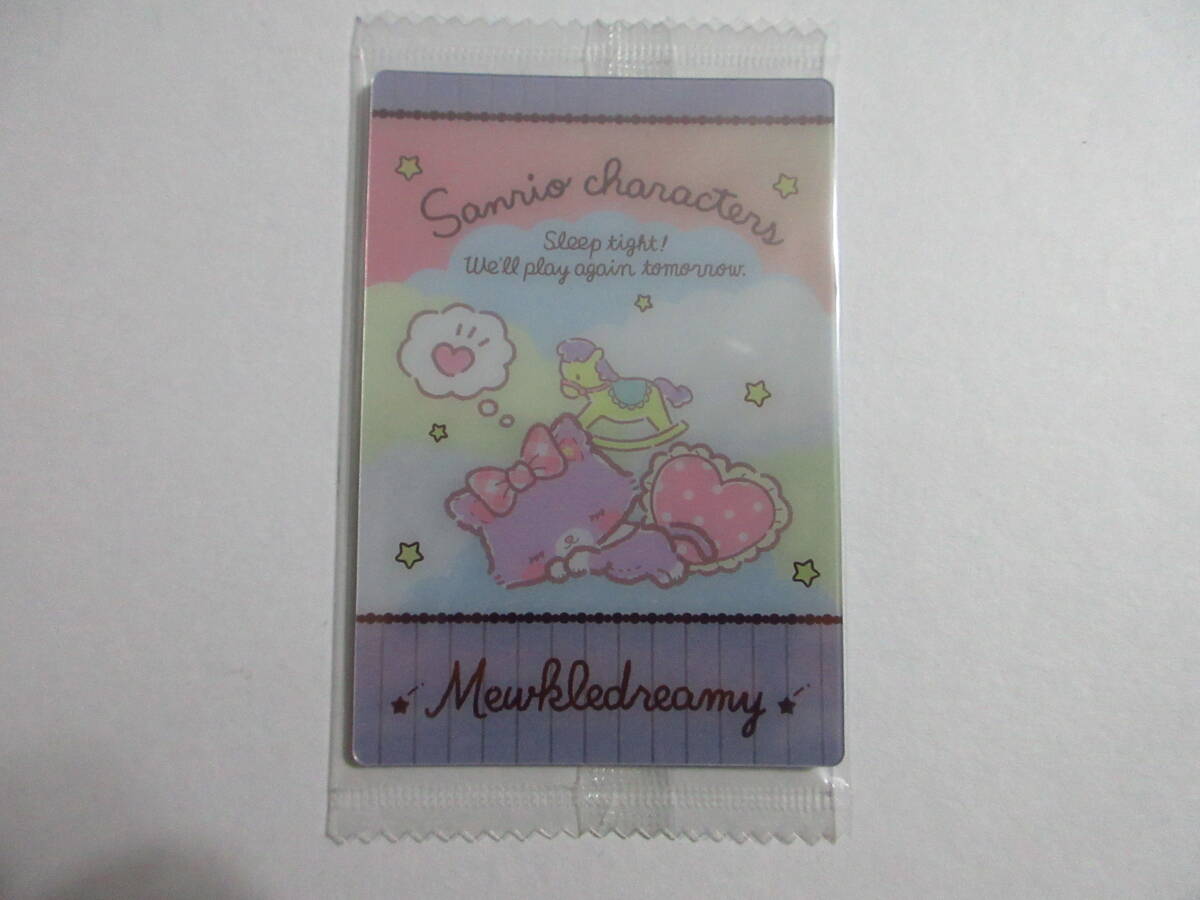 Sanrio characters
Sleep tight!
We'll play again tomorrow.
Mewkledreamy